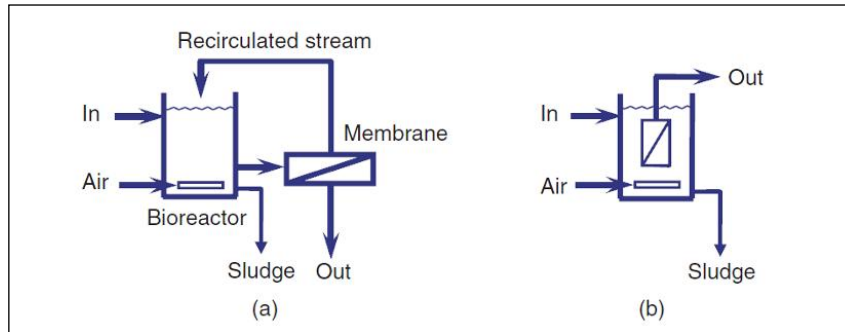 Recirculated stream
In
Membrane
Air
Bioreactor
Sludge
Out
(a)
Out
In
Air
Sludge
(b)